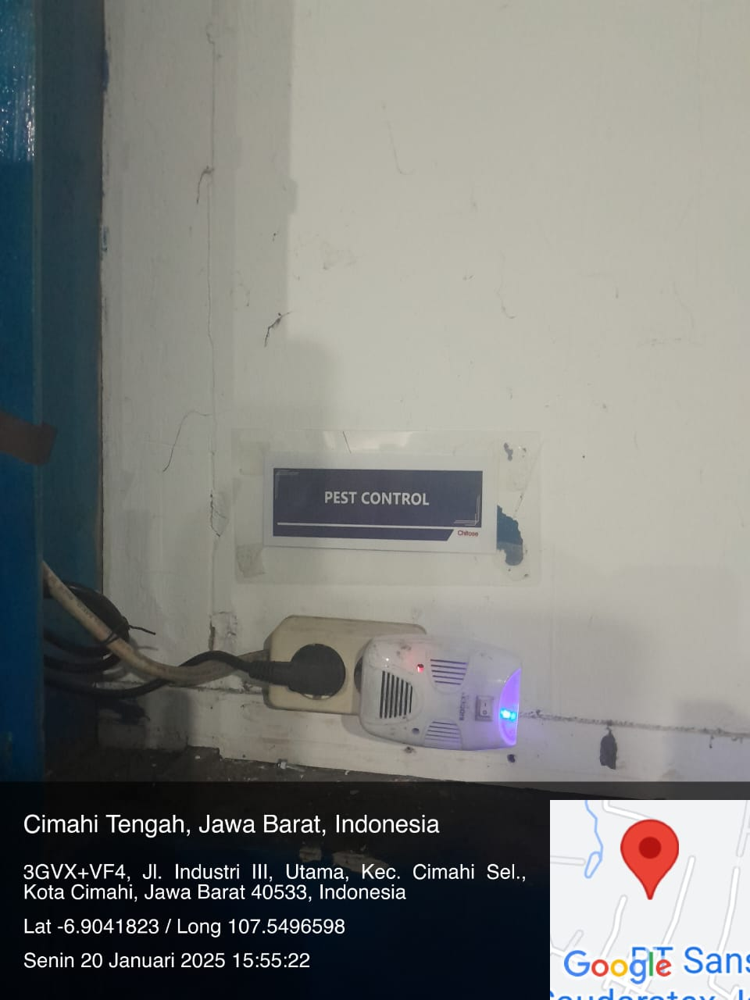 PEST CONTROL
Chitose
I
O
Cimahi Tengah, Jawa Barat, Indonesia
3GVX+VF4, Jl. Industri III, Utama, Kec. Cimahi Sel.,
Kota Cimahi, Jawa Barat 40533, Indonesia
Lat -6.9041823 / Long 107.5496598
Senin 20 Januari 2025 15:55:22
PT Sans
Google